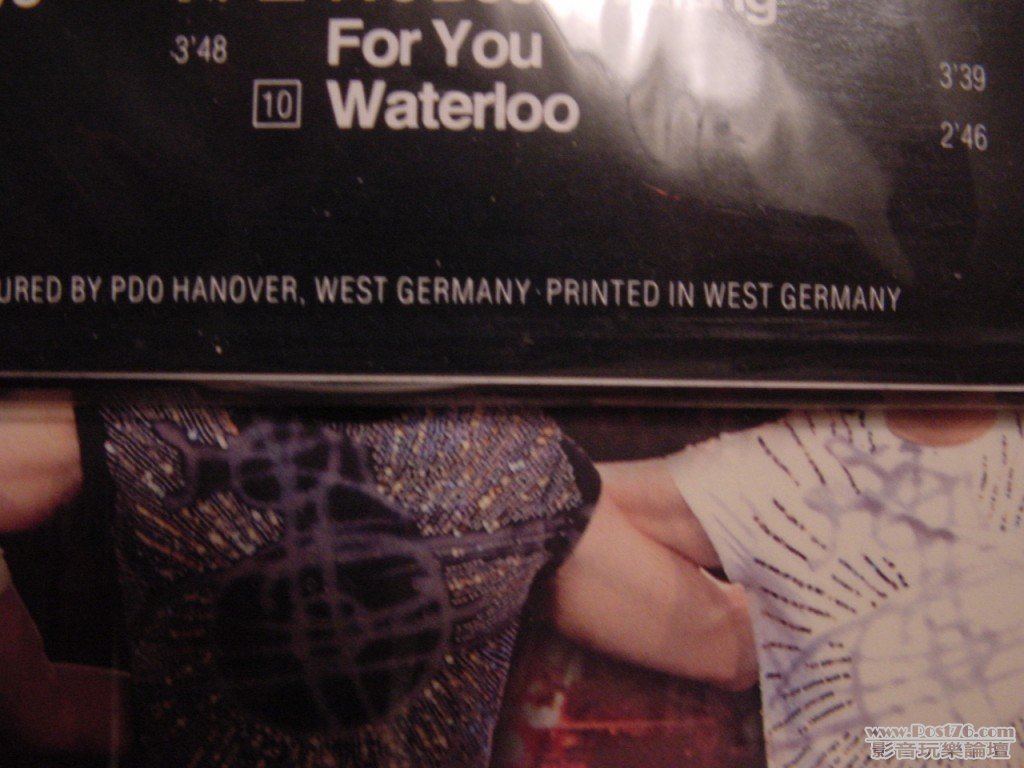 3'48
For You
3'39
10 Waterloo
2'46
URED BY PDO HANOVER, WEST GERMANY · PRINTED IN WEST GERMANY
www.Post76.com
影音玩樂論壇